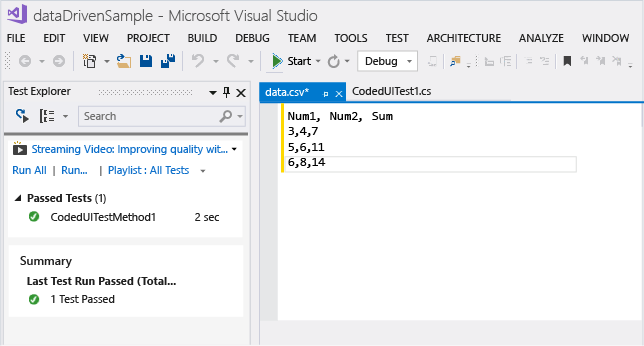 dataDrivenSample - Microsoft Visual Studio
FILE EDIT VIEW PROJECT BUILD DEBUG TEAM TOOLS TEST ARCHITECTURE ANALYZE WINDOW
Start Debug
Test Explorer
data.csv* CodedUITest1.cs
Search
Streaming Video: Improving quality wit...
Run All | Run... | Playlist : All Tests
Passed Tests (1)
CodedUITestMethod1 2 sec
Summary
Last Test Run Passed (Total...
1 Test Passed
Num1, Num2, Sum
3,4,7
5,6,11
6,8,14